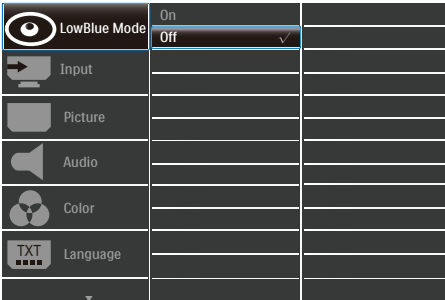 LowBlue Mode
On
Off
Input
Picture
Audio
Color
TXT
Language